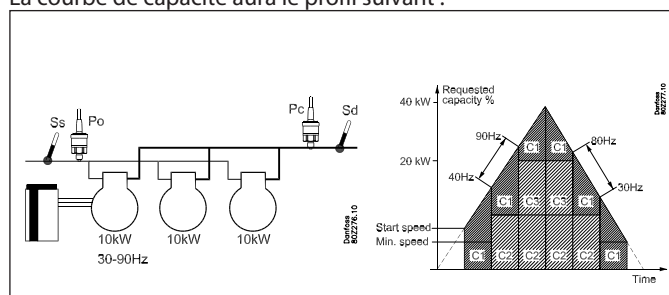 La courbe de capacité aura le profil suivant :
Ss
Po
Pc
Sd
10kW
10kW
10kW
30-90Hz
Danfoss
80Z276.10
Requested
capacity %
40 kW
20 kW
Start speed
Min. speed
90Hz
40Hz
80Hz
30Hz
C1
C1
C1
C3
C3
C1
C1
C2
C2
C2
C2
C1
Time
Danfoss
80Z277.10